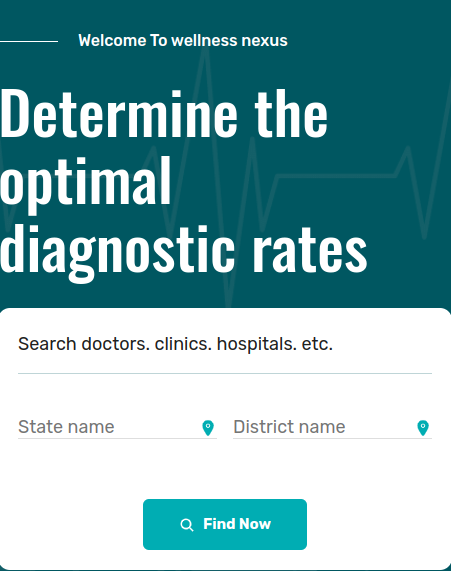 Welcome To wellness nexus
Determine the
optimal
diagnostic rates
Search doctors. clinics. hospitals. etc.
State name
District name
Find Now